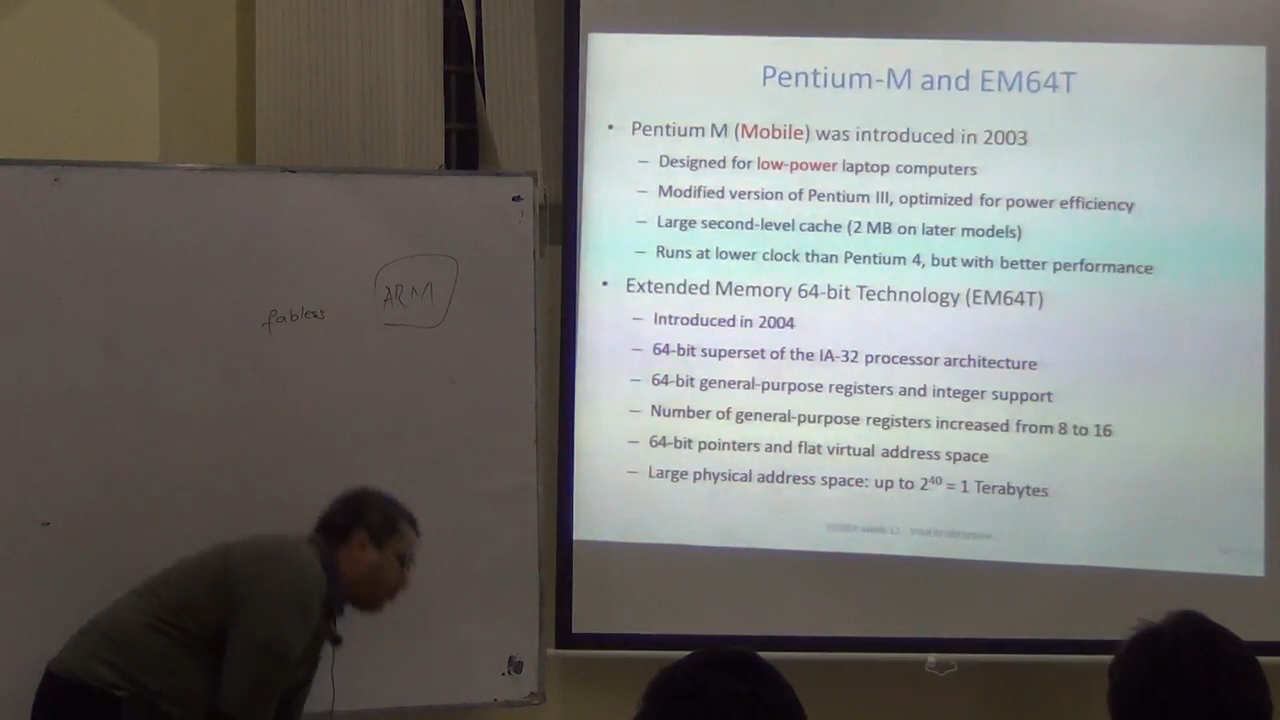 fabless
ARM
Pentium-M and EM64T
• Pentium M (Mobile) was introduced in 2003
– Designed for low-power laptop computers
– Modified version of Pentium III, optimized for power efficiency
– Large second-level cache (2 MB on later models)
– Runs at lower clock than Pentium 4, but with better performance
• Extended Memory 64-bit Technology (EM64T)
– Introduced in 2004
– 64-bit superset of the IA-32 processor architecture
– 64-bit general-purpose registers and integer support
– Number of general-purpose registers increased from 8 to 16
– 64-bit pointers and flat virtual address space
– Large physical address space: up to 2⁴⁰ = 1 Terabytes